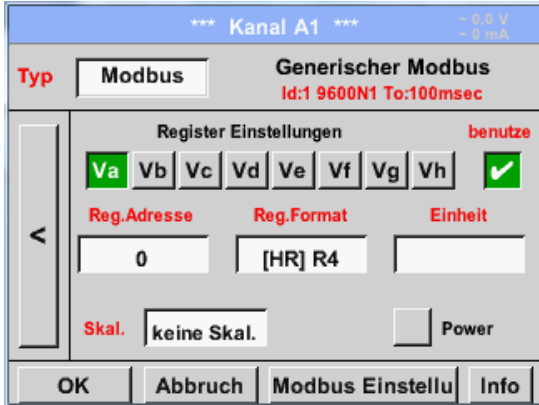 *** Kanal A1 ***
~ 0.0 V
~ 0 mA
Typ
Modbus
Generischer Modbus
Id:1 9600N1 To:100msec
Register Einstellungen
benutze
Va Vb Vc Vd Ve Vf Vg Vh
<
Reg.Adresse Reg.Format Einheit
0 [HR] R4
Skal. keine Skal. Power
OK Abbruch Modbus Einstellu Info